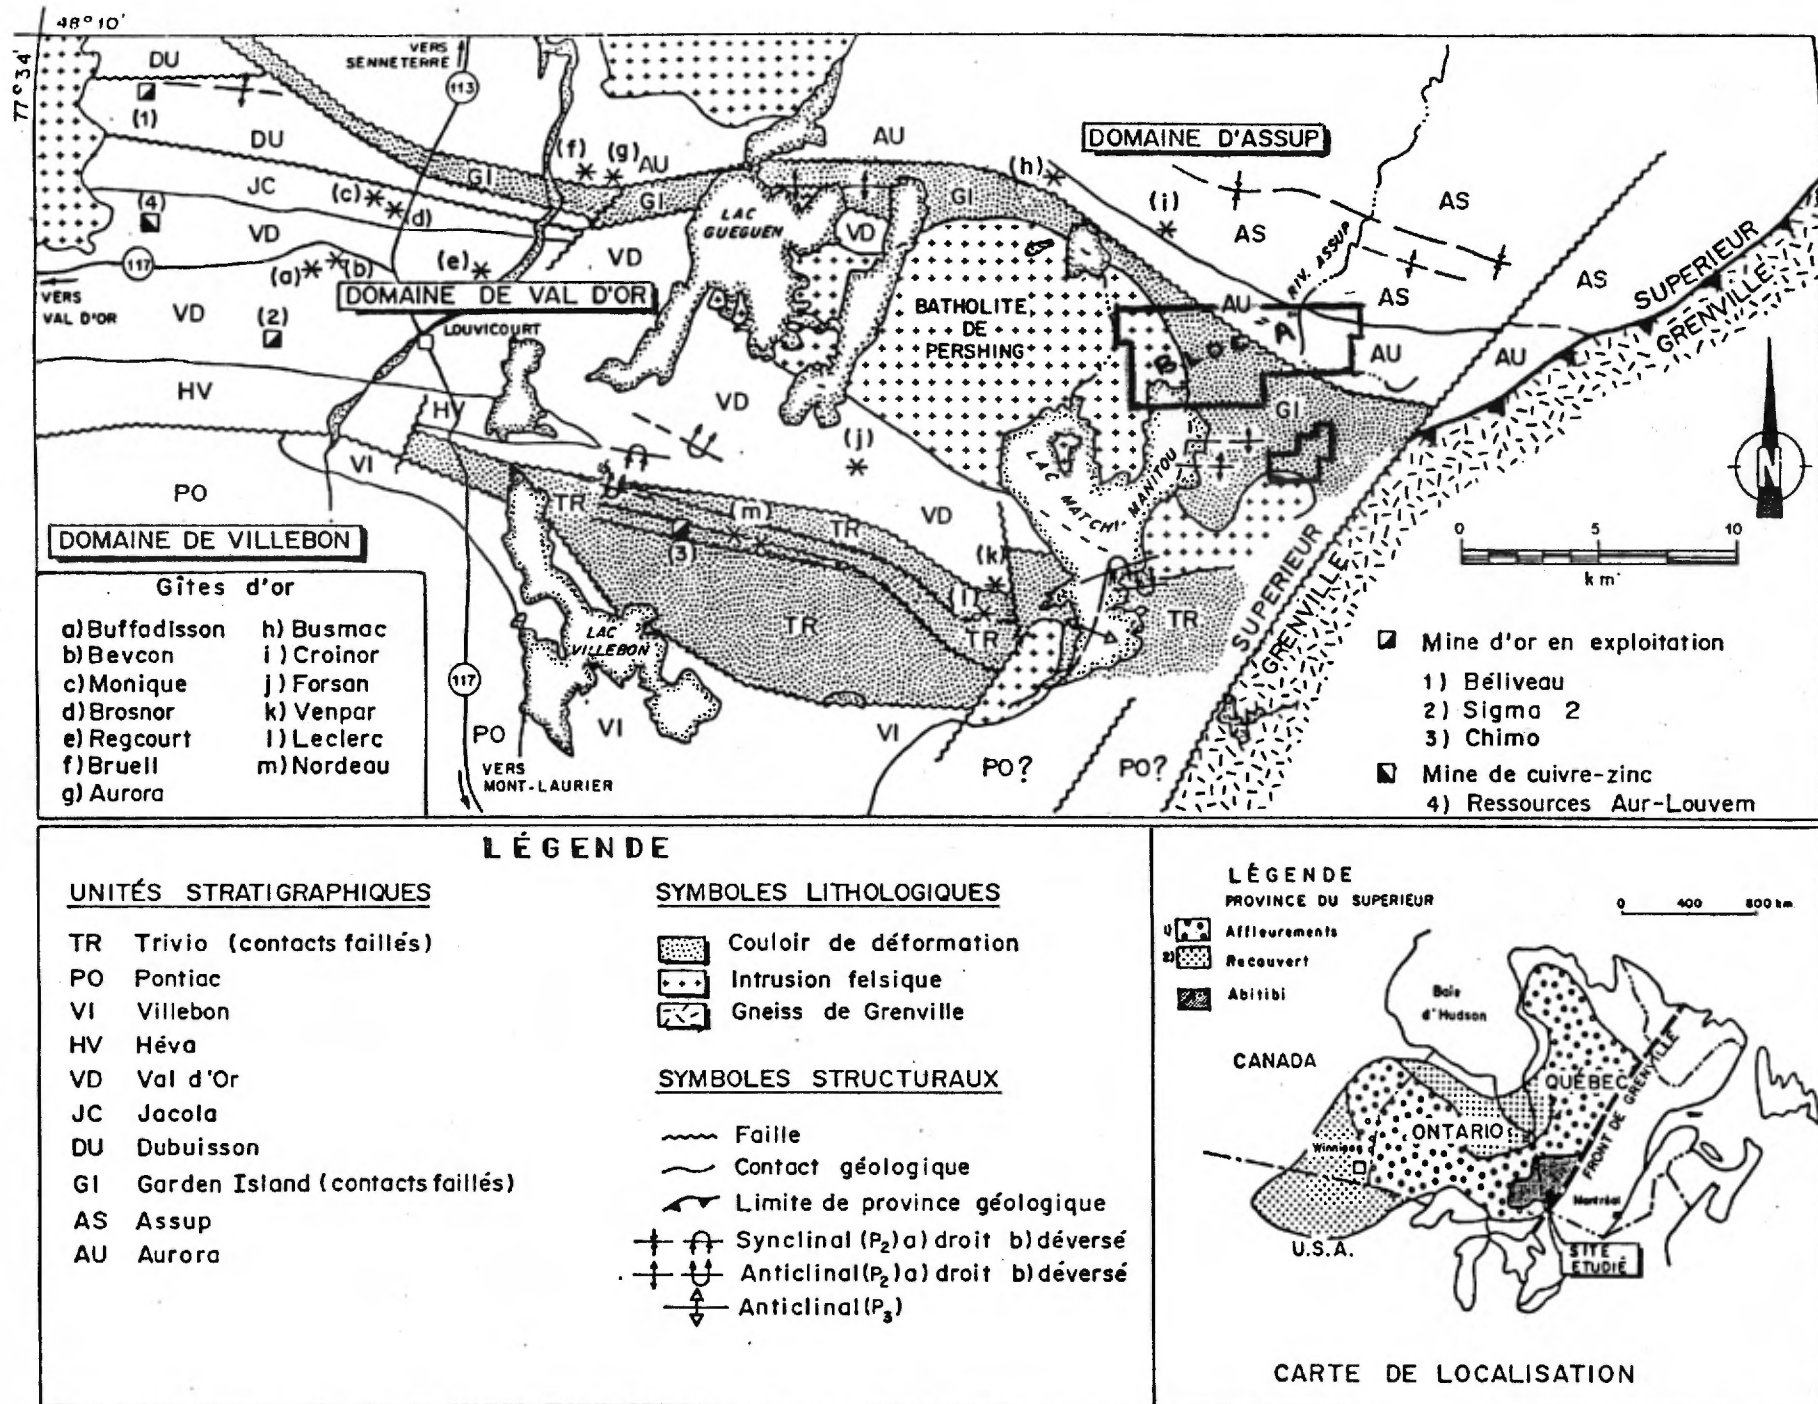 48°10'
77°34'
DU
VERS
SENNETERRE
113
(1)
DU
JC
(4)
VD
(c)
(d)
GI
(f)
(g)
AU
GI
AU
LAC
GUEGUEN
VD
GI
(h)
DOMAINE D'ASSUP
(i)
AS
AS
AS
RIV. ASSUP
SUPERIEUR
GRENVILLE
117
VERS
VAL D'OR
(a)
(b)
(e)
VD
DOMAINE DE VAL D'OR
VD
(2)
LOUVICOURT
BATHOLITE
DE
PERSHING
AU
AS
BLOC "A"
AU
AU
HV
HV
VD
GI
(j)
VI
PO
TR
(m)
TR
VD
LAC MATCHI-MANITOU
N
DOMAINE DE VILLEBON
(3)
(k)
(l)
TR
TR
TR
SUPERIEUR
GRENVILLE
0 5 10
km
LAC
VILLEBON
117
PO
VI
VI
PO?
PO?
VERS
MONT-LAURIER
Gîtes d'or
a) Buffadisson
b) Bevcon
c) Monique
d) Brosnor
e) Regcourt
f) Bruell
g) Aurora
h) Busmac
i) Croinor
j) Forsan
k) Venpar
l) Leclerc
m) Nordeau
Mine d'or en exploitation
1) Béliveau
2) Sigma 2
3) Chimo
Mine de cuivre-zinc
4) Ressources Aur-Louvem
LÉGENDE
UNITÉS STRATIGRAPHIQUES
TR Trivio (contacts faillés)
PO Pontiac
VI Villebon
HV Héva
VD Val d'Or
JC Jacola
DU Dubuisson
GI Garden Island (contacts faillés)
AS Assup
AU Aurora
SYMBOLES LITHOLOGIQUES
Couloir de déformation
Intrusion felsique
Gneiss de Grenville
SYMBOLES STRUCTURAUX
Faille
Contact géologique
Limite de province géologique
Synclinal (P2) a) droit b) déversé
Anticlinal (P2) a) droit b) déversé
Anticlinal (P3)
LÉGENDE
PROVINCE DU SUPERIEUR
1) Affleurements
2) Recouvert
Abitibi
0 400 800 km
Baie
d'Hudson
CANADA
QUÉBEC
ONTARIO
Winnipeg
FRONT DE GRENVILLE
Montréal
U.S.A.
SITE
ETUDIÉ
CARTE DE LOCALISATION